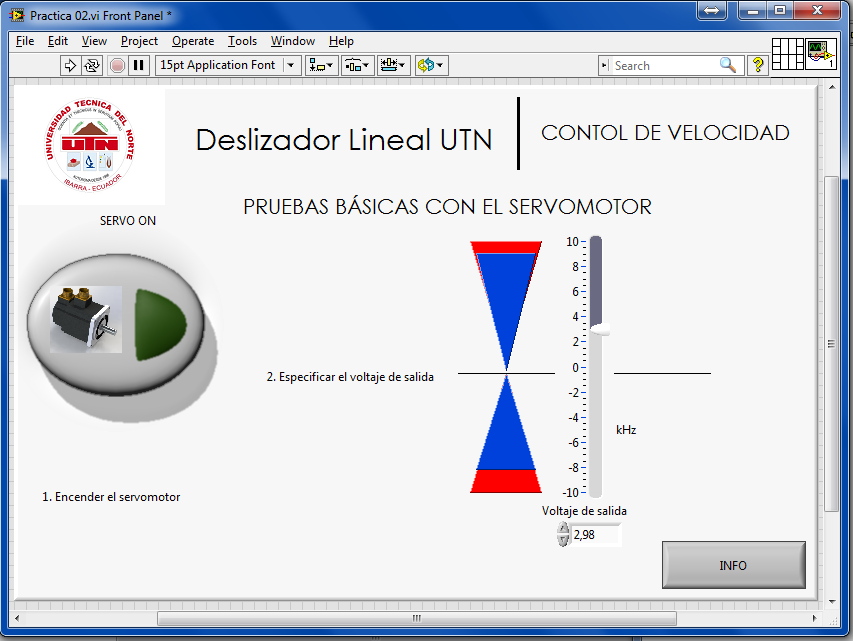 Practica 02.vi Front Panel *
File Edit View Project Operate Tools Window Help
15pt Application Font
Search
?
1
UNIVERSIDAD TECNICA DEL NORTE
UTN
IBARRA - ECUADOR
Deslizador Lineal UTN
CONTOL DE VELOCIDAD
PRUEBAS BÁSICAS CON EL SERVOMOTOR
SERVO ON
10
8
6
4
2
0
-2
-4
-6
-8
-10
2. Especificar el voltaje de salida
kHz
1. Encender el servomotor
Voltaje de salida
2,98
INFO